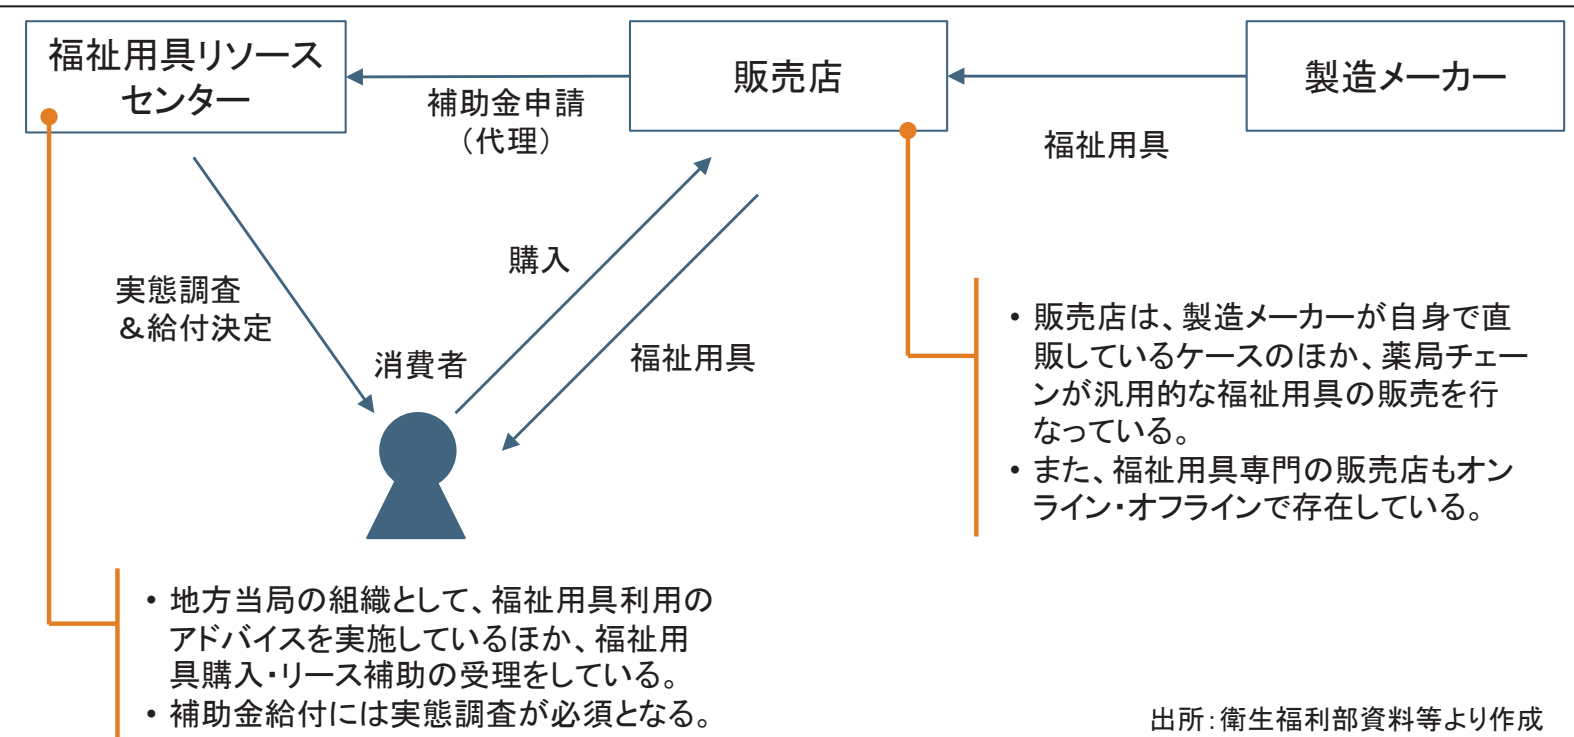 福祉用具リソース
センター
販売店
製造メーカー
補助金申請
（代理）
福祉用具
実態調査
＆給付決定
購入
消費者
福祉用具
• 販売店は、製造メーカーが自身で直
販しているケースのほか、薬局チェー
ンが汎用的な福祉用具の販売を行
なっている。
• また、福祉用具専門の販売店もオン
ライン・オフラインで存在している。
• 地方当局の組織として、福祉用具利用の
アドバイスを実施しているほか、福祉用
具購入・リース補助の受理をしている。
• 補助金給付には実態調査が必須となる。
出所：衛生福利部資料等より作成